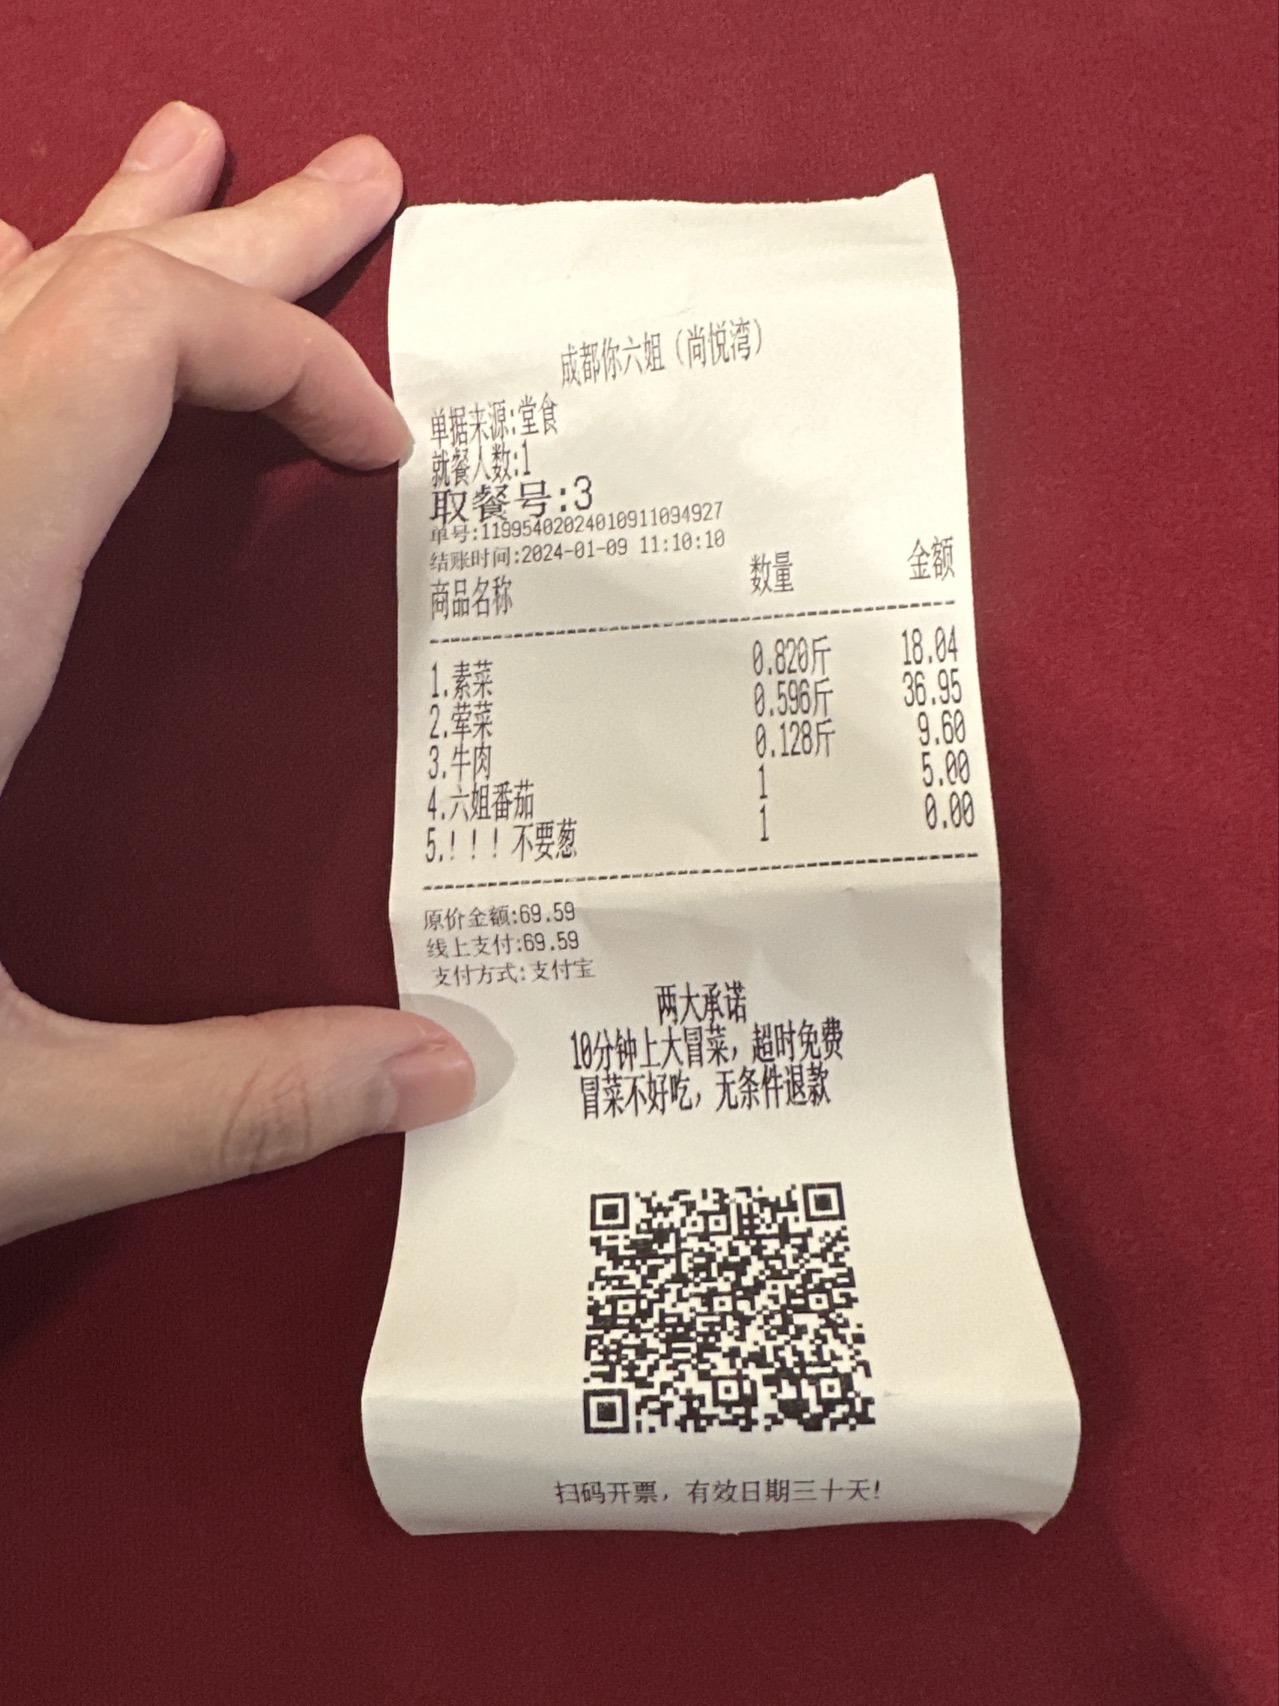 成都你六姐（尚悦湾）
单据来源:堂食
就餐人数:1
取餐号:3
单号:11995402024010911094927
结账时间:2024-01-09 11:10:10
商品名称 数量 金额
1.素菜 0.820斤 18.04
2.荤菜 0.596斤 36.95
3.牛肉 0.128斤 9.60
4.六姐番茄 1 5.00
5.！！！不要葱 1 0.00
原价金额:69.59
线上支付:69.59
支付方式:支付宝
两大承诺
10分钟上大冒菜，超时免费
冒菜不好吃，无条件退款
扫码开票，有效日期三十天!